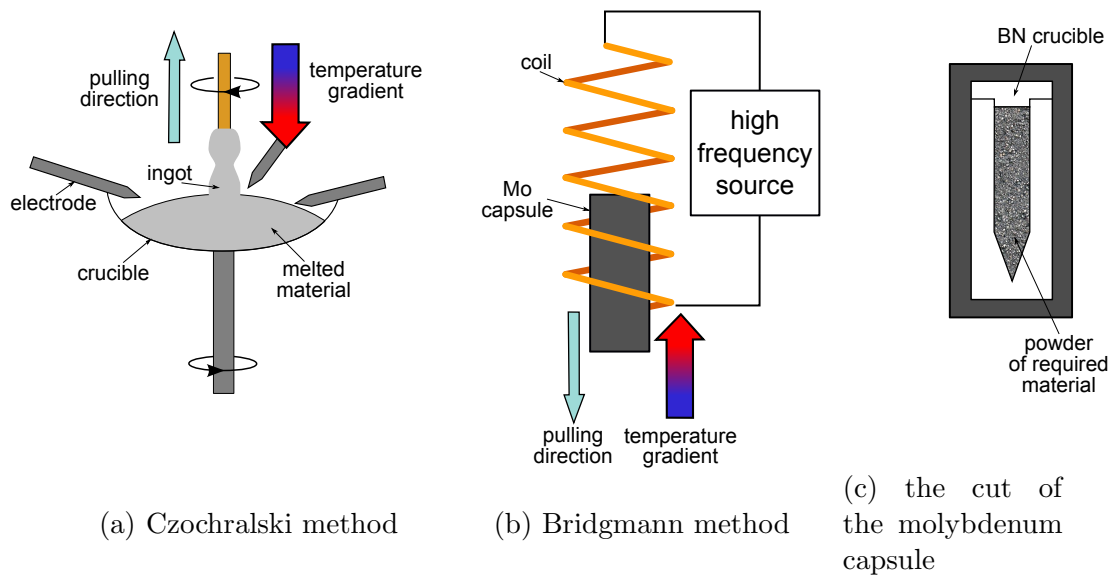 pulling
direction
temperature
gradient
ingot
electrode
crucible
melted
material
(a) Czochralski method
coil
high
frequency
source
Mo
capsule
pulling
direction
temperature
gradient
(b) Bridgmann method
BN crucible
powder
of required
material
(c) the cut of
the molybdenum
capsule